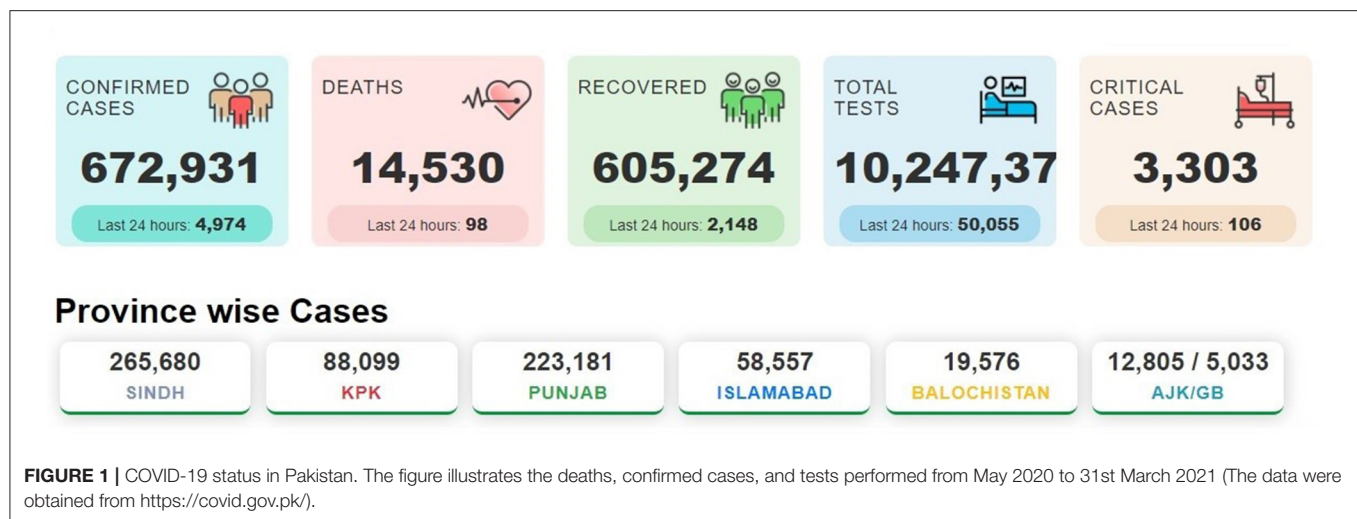 CONFIRMED
CASES
672,931
Last 24 hours: 4,974
DEATHS
14,530
Last 24 hours: 98
RECOVERED
605,274
Last 24 hours: 2,148
TOTAL
TESTS
10,247,37
Last 24 hours: 50,055
CRITICAL
CASES
3,303
Last 24 hours: 106
Province wise Cases
265,680
SINDH
88,099
KPK
223,181
PUNJAB
58,557
ISLAMABAD
19,576
BALOCHISTAN
12,805 / 5,033
AJK/GB
FIGURE 1 | COVID-19 status in Pakistan. The figure illustrates the deaths, confirmed cases, and tests performed from May 2020 to 31st March 2021 (The data were
obtained from https://covid.gov.pk/).